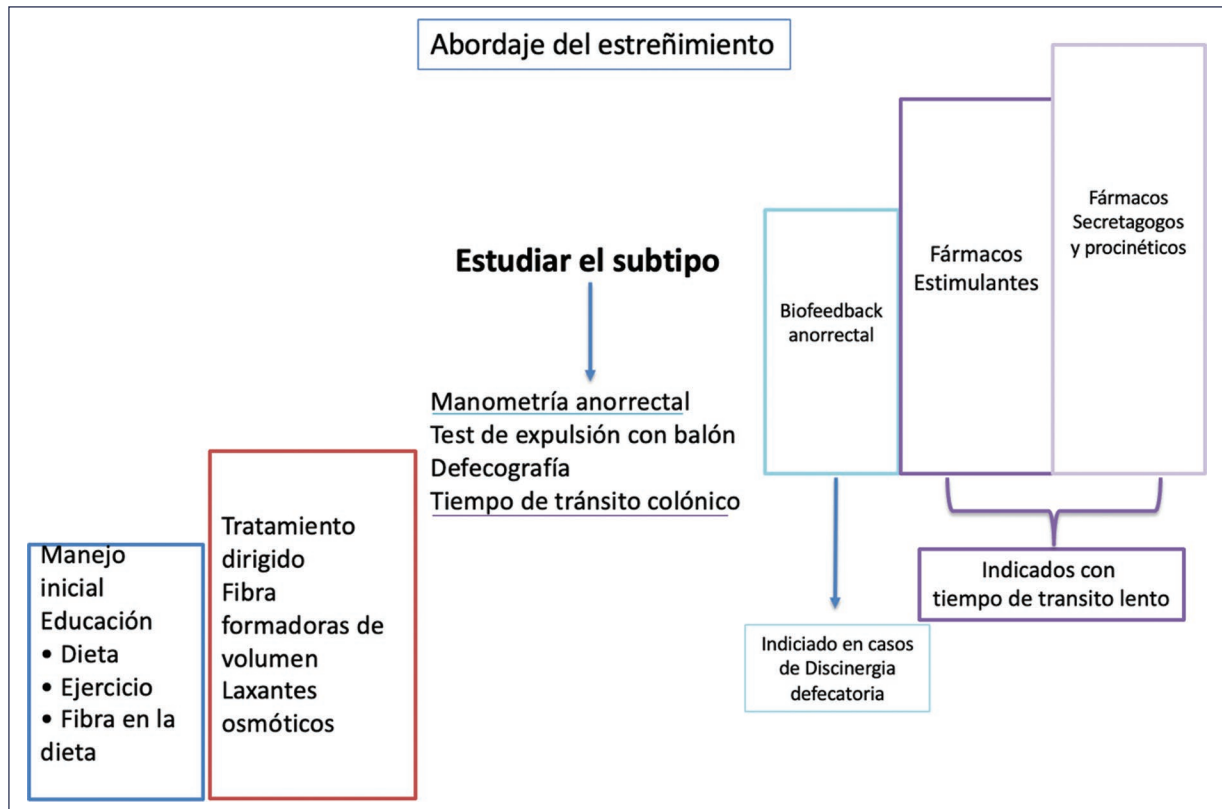 Abordaje del estreñimiento
Manejo
inicial
Educación
• Dieta
• Ejercicio
• Fibra en la
dieta
Tratamiento
dirigido
Fibra
formadoras de
volumen
Laxantes
osmóticos
Estudiar el subtipo
Manometría anorrectal
Test de expulsión con balón
Defecografía
Tiempo de tránsito colónico
Biofeedback
anorrectal
Indiciado en casos
de Discinergia
defecatoria
Fármacos
Estimulantes
Fármacos
Secretagogos
y procinéticos
Indicados con
tiempo de transito lento